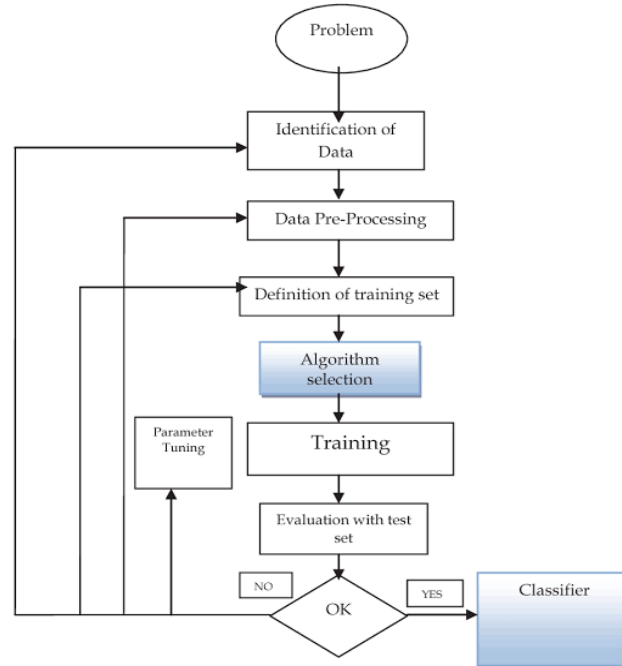 Problem
Identification of
Data
Data Pre-Processing
Definition of training set
Algorithm
selection
Parameter
Tuning
Training
Evaluation with test
set
NO
OK
YES
Classifier